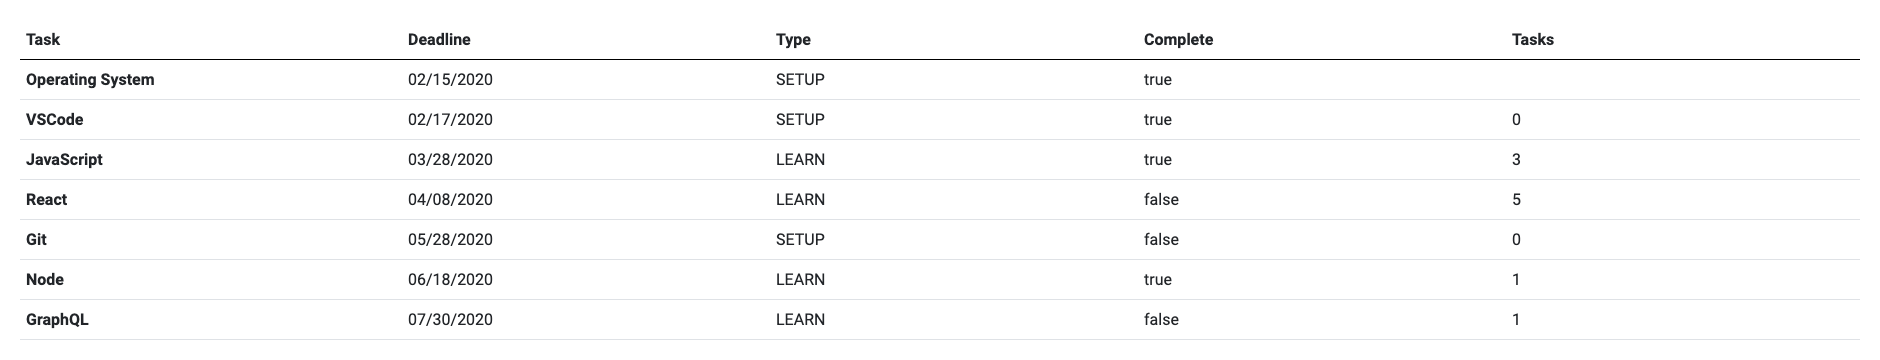 Task Deadline Type Complete Tasks
Operating System 02/15/2020 SETUP true
VSCode 02/17/2020 SETUP true 0
JavaScript 03/28/2020 LEARN true 3
React 04/08/2020 LEARN false 5
Git 05/28/2020 SETUP false 0
Node 06/18/2020 LEARN true 1
GraphQL 07/30/2020 LEARN false 1